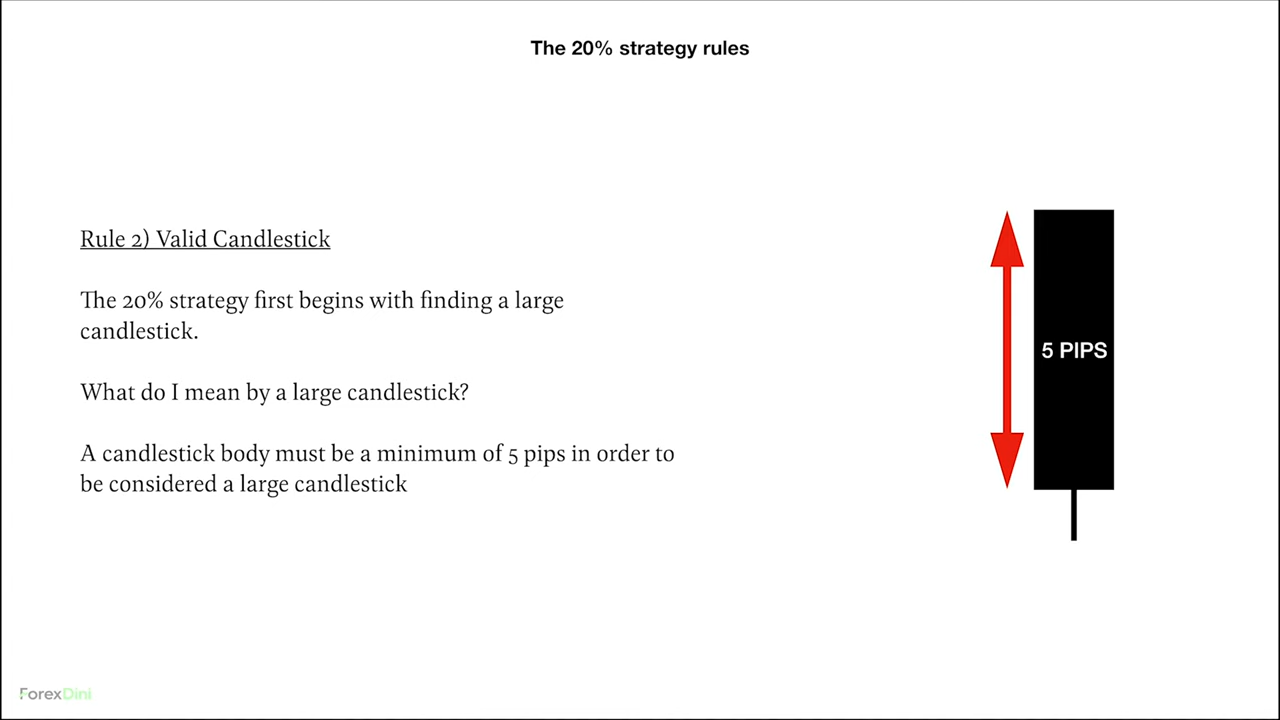 The 20% strategy rules
Rule 2) Valid Candlestick
The 20% strategy first begins with finding a large
candlestick.
What do I mean by a large candlestick?
A candlestick body must be a minimum of 5 pips in order to
be considered a large candlestick
5 PIPS
ForexDini